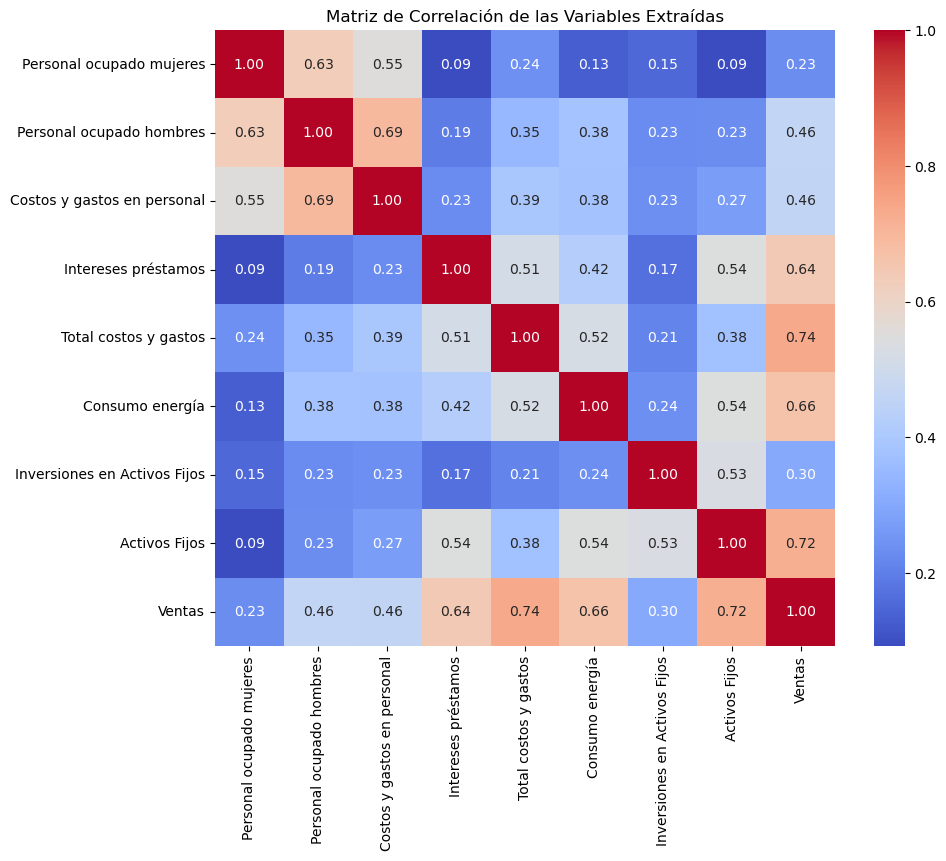 Matriz de Correlación de las Variables Extraídas
Personal ocupado mujeres 1.00 0.63 0.55 0.09 0.24 0.13 0.15 0.09 0.23
Personal ocupado hombres 0.63 1.00 0.69 0.19 0.35 0.38 0.23 0.23 0.46
Costos y gastos en personal 0.55 0.69 1.00 0.23 0.39 0.38 0.23 0.27 0.46
Intereses préstamos 0.09 0.19 0.23 1.00 0.51 0.42 0.17 0.54 0.64
Total costos y gastos 0.24 0.35 0.39 0.51 1.00 0.52 0.21 0.38 0.74
Consumo energía 0.13 0.38 0.38 0.42 0.52 1.00 0.24 0.54 0.66
Inversiones en Activos Fijos 0.15 0.23 0.23 0.17 0.21 0.24 1.00 0.53 0.30
Activos Fijos 0.09 0.23 0.27 0.54 0.38 0.54 0.53 1.00 0.72
Ventas 0.23 0.46 0.46 0.64 0.74 0.66 0.30 0.72 1.00
Personal ocupado mujeres
Personal ocupado hombres
Costos y gastos en personal
Intereses préstamos
Total costos y gastos
Consumo energía
Inversiones en Activos Fijos
Activos Fijos
Ventas
1.0
0.8
0.6
0.4
0.2